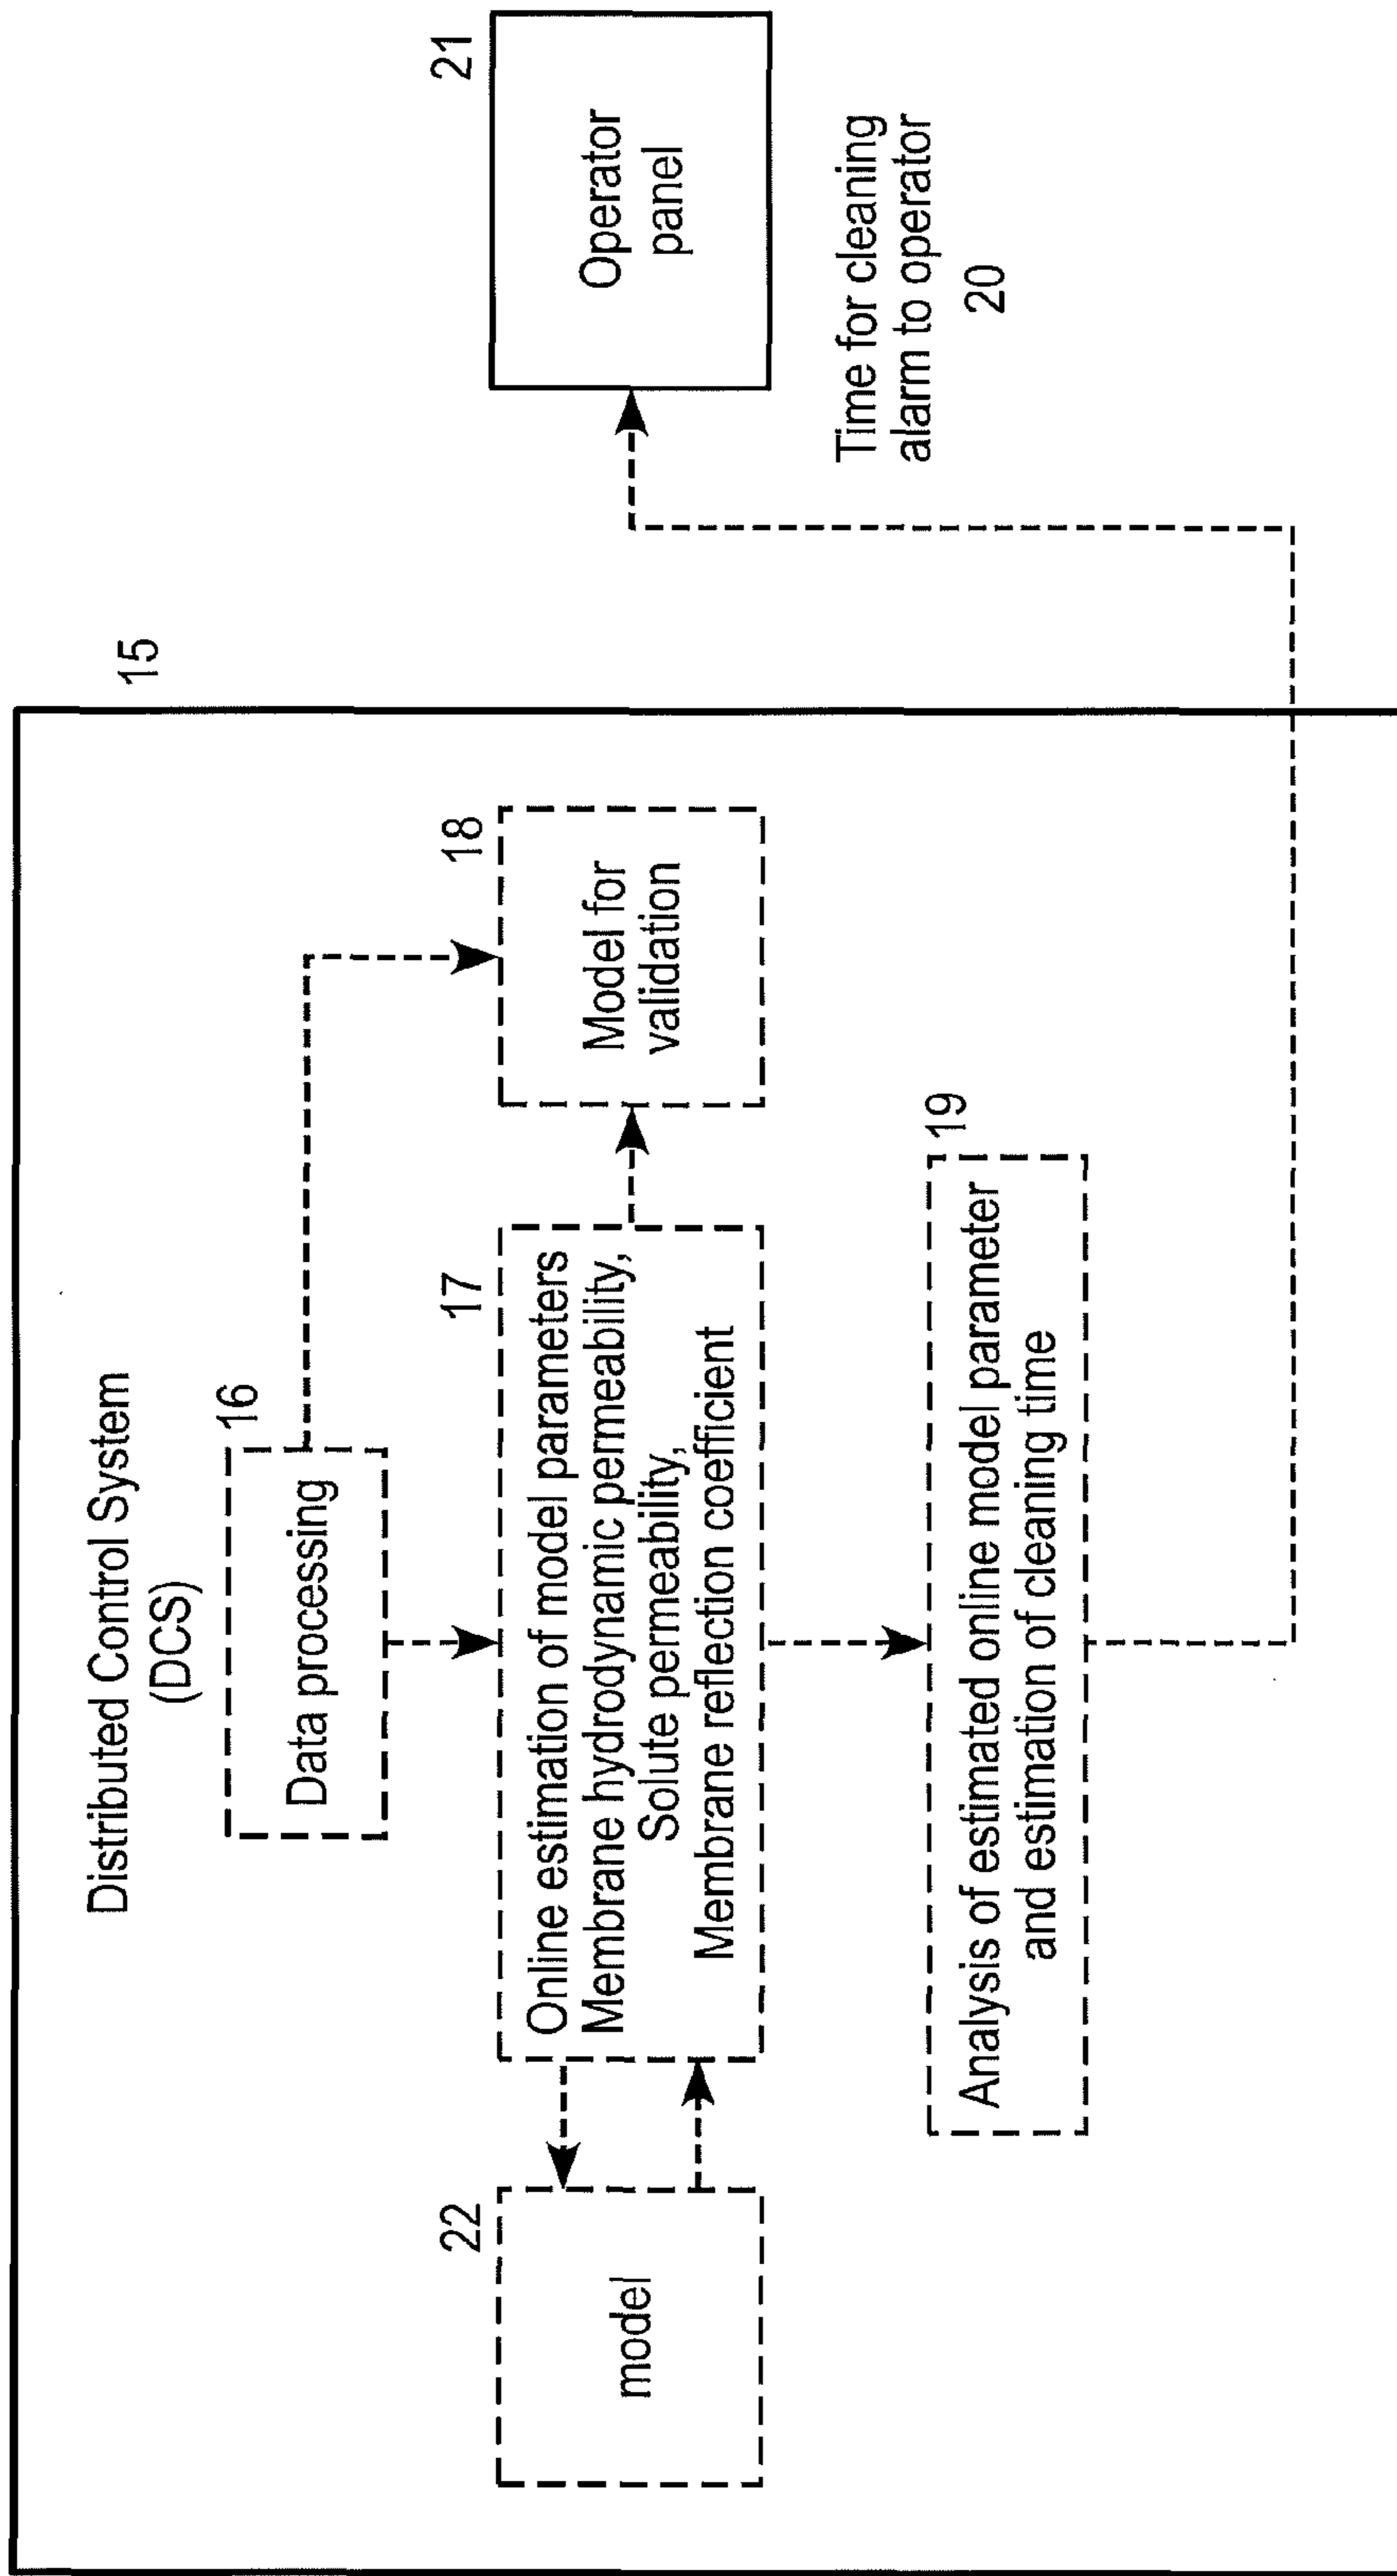 Distributed Control System
(DCS)
15
16
Data processing
22
model
17
Online estimation of model parameters
Membrane hydrodynamic permeability,
Solute permeability,
Membrane reflection coefficient
18
Model for
validation
19
Analysis of estimated online model parameter
and estimation of cleaning time
21
Operator
panel
Time for cleaning
alarm to operator
20